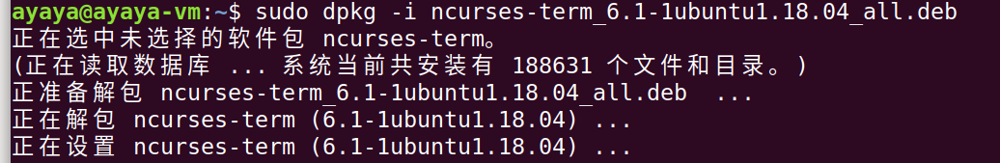 ayaya@ayaya-vm:~$ sudo dpkg -i ncurses-term_6.1-1ubuntu1.18.04_all.deb
正在选中未选择的软件包 ncurses-term。
(正在读取数据库 ... 系统当前共安装有 188631 个文件和目录。)
正准备解包 ncurses-term_6.1-1ubuntu1.18.04_all.deb  ...
正在解包 ncurses-term (6.1-1ubuntu1.18.04) ...
正在设置 ncurses-term (6.1-1ubuntu1.18.04) ...